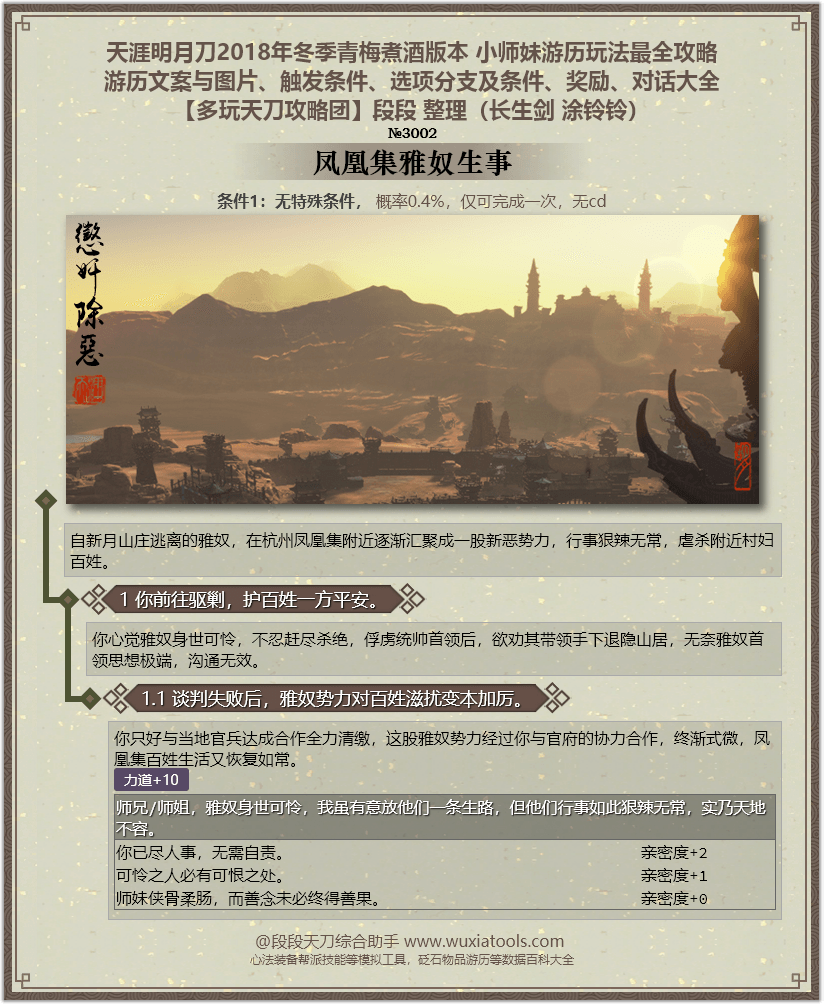 天涯明月刀2018年冬季青梅煮酒版本 小师妹游历玩法最全攻略
游历文案与图片、触发条件、选项分支及条件、奖励、对话大全
【多玩天刀攻略团】段段 整理（长生剑 涂铃铃）
№3002
凤凰集雅奴生事
条件1：无特殊条件， 概率0.4%，仅可完成一次，无cd
懲奸除惡
自新月山庄逃离的雅奴，在杭州凤凰集附近逐渐汇聚成一股新恶势力，行事狠辣无常，虐杀附近村妇
百姓。
1 你前往驱剿，护百姓一方平安。
你心觉雅奴身世可怜，不忍赶尽杀绝，俘虏统帅首领后，欲劝其带领手下退隐山居，无奈雅奴首
领思想极端，沟通无效。
1.1 谈判失败后，雅奴势力对百姓滋扰变本加厉。
你只好与当地官兵达成合作全力清缴，这股雅奴势力经过你与官府的协力合作，终渐式微，凤
凰集百姓生活又恢复如常。
力道+10
师兄/师姐，雅奴身世可怜，我虽有意放他们一条生路，但他们行事如此狠辣无常，实乃天地
不容。
你已尽人事，无需自责。 亲密度+2
可怜之人必有可恨之处。 亲密度+1
师妹侠骨柔肠，而善念未必终得善果。 亲密度+0
@段段天刀综合助手 www.wuxiatools.com
心法装备帮派技能等模拟工具，砭石物品游历等数据百科大全